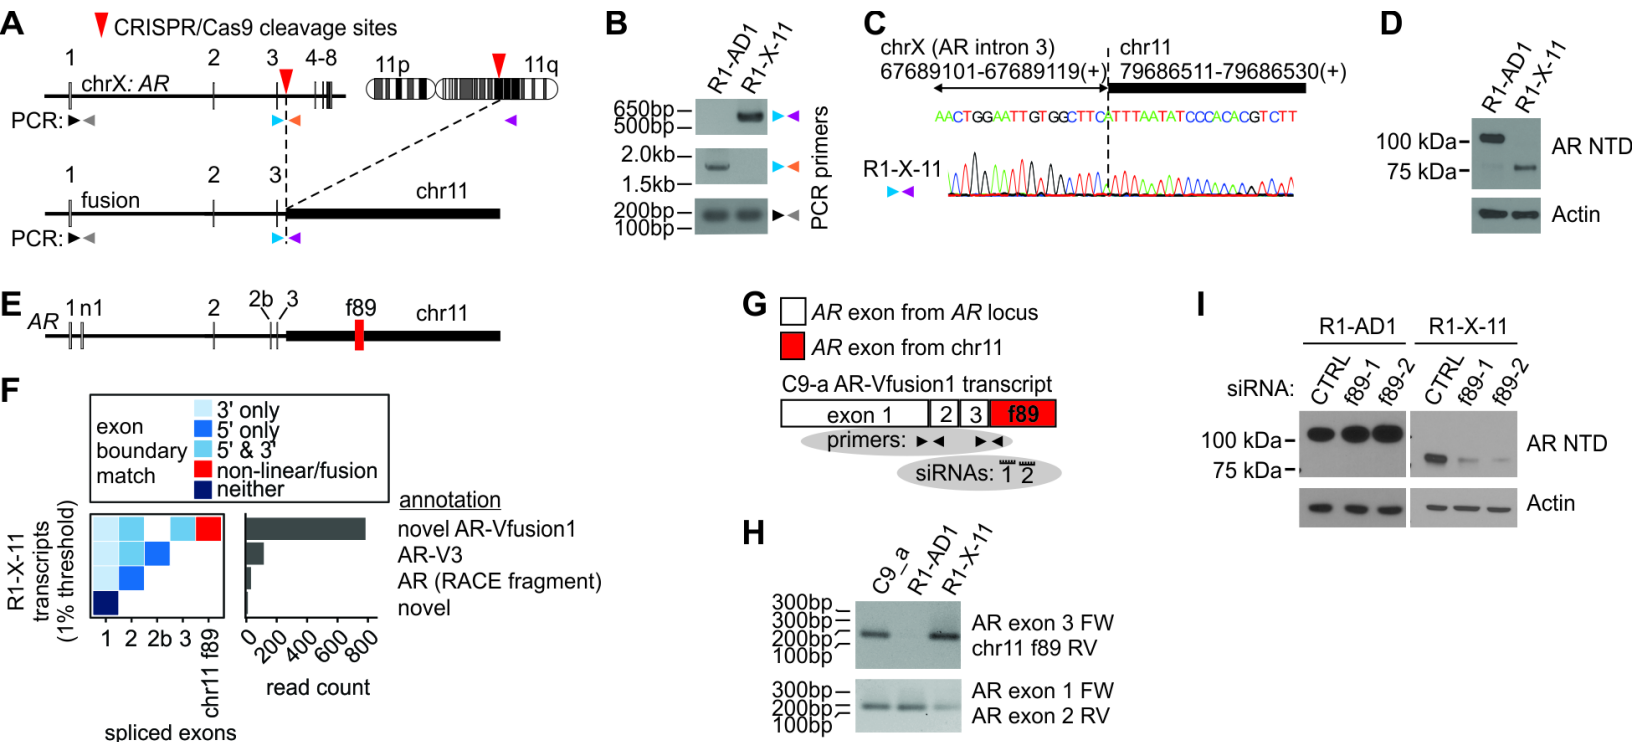 A
CRISPR/Cas9 cleavage sites
1 2 3 4-8
chrX: AR
11p 11q
PCR:
1 2 3
fusion chr11
PCR:
B
R1-AD1
R1-X-11
650bp
500bp
2.0kb
1.5kb
200bp
100bp
PCR primers
C
chrX (AR intron 3) chr11
67689101-67689119(+) 79686511-79686530(+)
AACTGGAATTGTGGCTTCATTTAATATCCCACACGTCTT
R1-X-11
D
R1-AD1
R1-X-11
100 kDa
75 kDa
AR NTD
Actin
E
1 n1 2 2b 3 f89 chr11
AR
F
exon boundary match
3' only
5' only
5' & 3'
non-linear/fusion
neither
annotation
novel AR-Vfusion1
AR-V3
AR (RACE fragment)
novel
R1-X-11
transcripts
(1% threshold)
1 2 2b 3 chr11 f89
spliced exons
0 200 400 600 800
read count
G
AR exon from AR locus
AR exon from chr11
C9-a AR-Vfusion1 transcript
exon 1 2 3 f89
primers:
siRNAs: 1 2
H
C9_a
R1-AD1
R1-X-11
300bp
300bp
200bp
100bp
AR exon 3 FW
chr11 f89 RV
300bp
200bp
100bp
AR exon 1 FW
AR exon 2 RV
I
R1-AD1 R1-X-11
siRNA: CTRL f89-1 f89-2 CTRL f89-1 f89-2
100 kDa
75 kDa
AR NTD
Actin